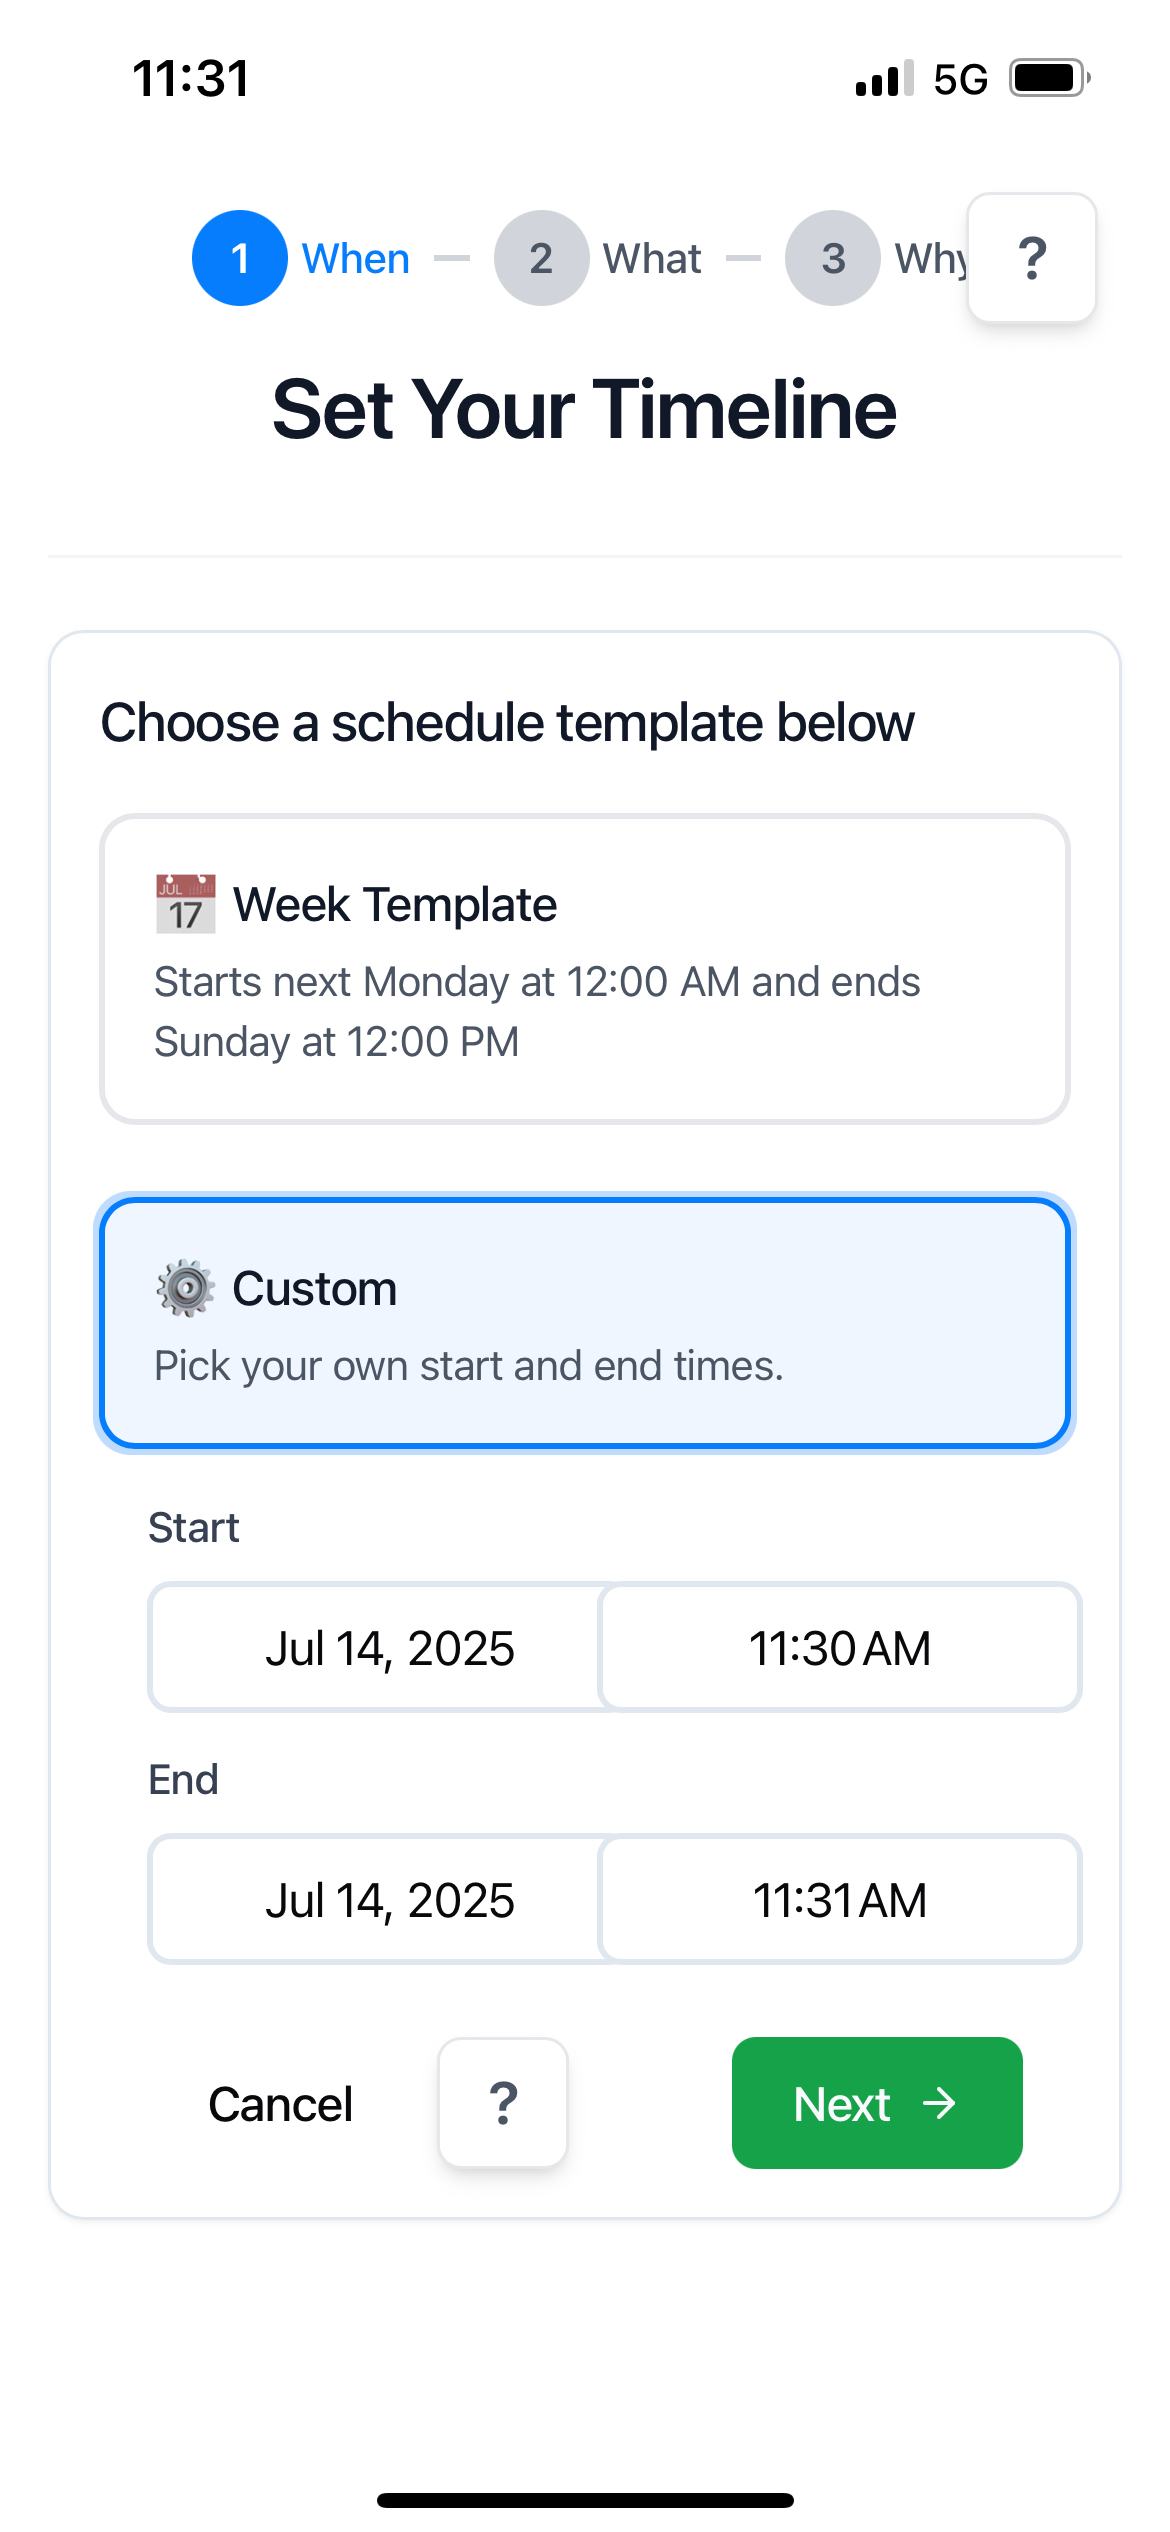 11:31 5G
1 When 2 What 3 Why ?
Set Your Timeline
Choose a schedule template below
JUL
17
Week Template
Starts next Monday at 12:00 AM and ends
Sunday at 12:00 PM
Custom
Pick your own start and end times.
Start
Jul 14, 2025 11:30 AM
End
Jul 14, 2025 11:31 AM
Cancel ? Next →